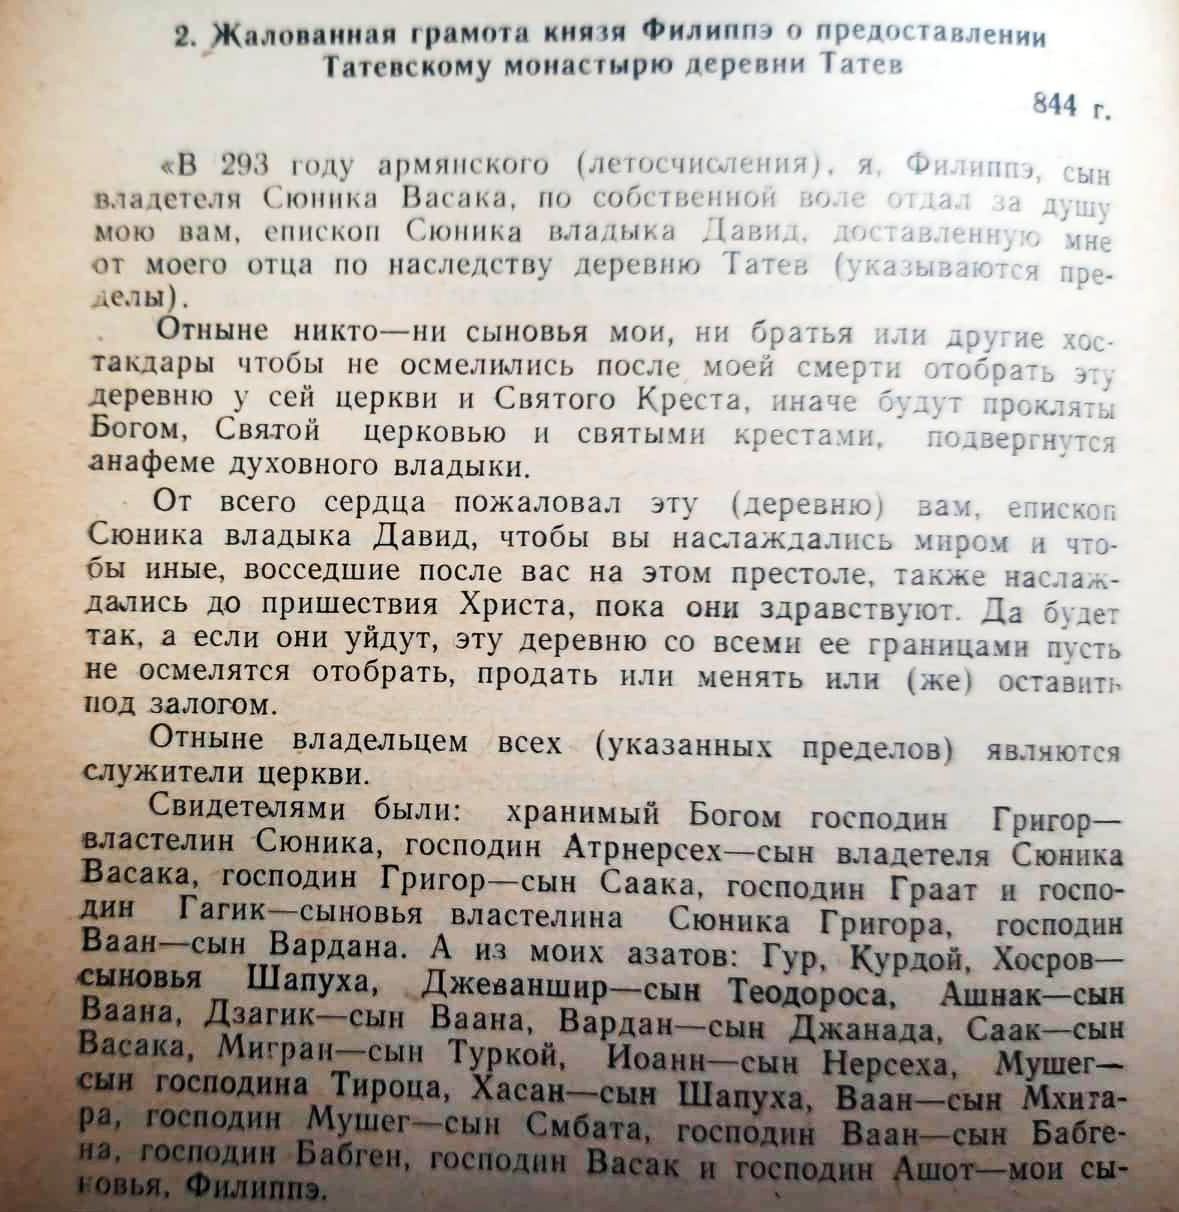 2. Жалованная грамота князя Филиппэ о предоставлении
Татевскому монастырю деревни Татев
844 г.
«В 293 году армянского (летосчисления), я, Филиппэ, сын
владетеля Сюника Васака, по собственной воле отдал за душу
мою вам, епископ Сюника владыка Давид, доставленную мне
от моего отца по наследству деревню Татев (указываются пре-
делы).
Отныне никто—ни сыновья мои, ни братья или другие хос-
такдары чтобы не осмелились после моей смерти отобрать эту
деревню у сей церкви и Святого Креста, иначе будут прокляты
Богом, Святой церковью и святыми крестами, подвергнутся
анафеме духовного владыки.
От всего сердца пожаловал эту (деревню) вам, епископ
Сюника владыка Давид, чтобы вы наслаждались миром и что-
бы иные, восседшие после вас на этом престоле, также наслаж-
дались до пришествия Христа, пока они здравствуют. Да будет
так, а если они уйдут, эту деревню со всеми ее границами пусть
не осмелятся отобрать, продать или менять или (же) оставить
под залогом.
Отныне владельцем всех (указанных пределов) являются
служители церкви.
Свидетелями были: хранимый Богом господин Григор—
властелин Сюника, господин Атрнерсех—сын владетеля Сюника
Васака, господин Григор—сын Саака, господин Граат и госпо-
дин Гагик—сыновья властелина Сюника Григора, господин
Ваан—сын Вардана. А из моих азатов: Гур, Курдой, Хосров—
сыновья Шапуха, Джеваншир—сын Теодороса, Ашнак—сын
Ваана, Дзагик—сын Ваана, Вардан—сын Джанада, Саак—сын
Васака, Мигран—сын Туркой, Иоанн—сын Нерсеха, Мушег—
сын господина Тироца, Хасан—сын Шапуха, Ваан—сын Мхита-
ра, господин Мушег—сын Смбата, господин Ваан—сын Бабге-
на, господин Бабген, господин Васак и господин Ашот—мои сы-
новья, Филиппэ.